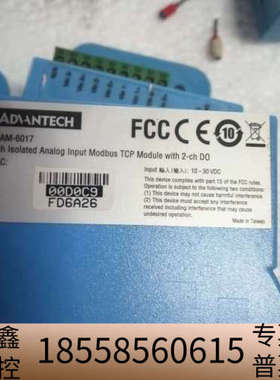 ADVANTECH
AM-6017
FCC CE 10
h Isolated Analog Input Modbus TCP Module with 2-ch DO
C:
00D0C9
FD6A26
Input 輸入(输入): 10 ~ 30 VDC
This device complies with part 15 of the FCC rules.
Operation is subject to the following two conditions:
(1) This device may not cause harmful interference.
(2) This device must accept any interference
received, including interference that may cause
undesired operation.
Made in Taiwan
鑫
控
18558560615
专
普